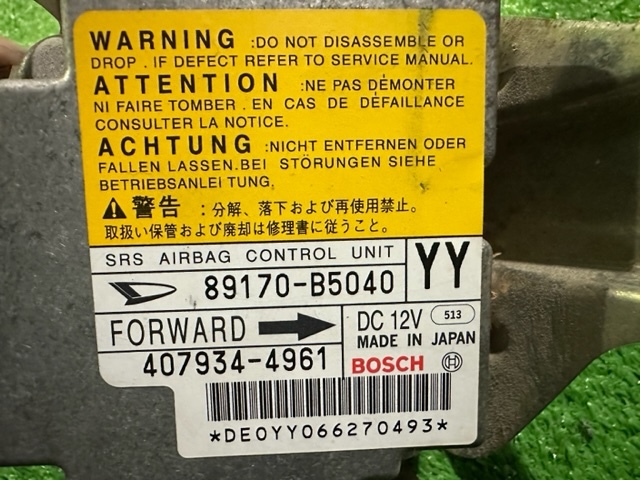 WARNING :DO NOT DISASSEMBLE OR
DROP . IF DEFECT REFER TO SERVICE MANUAL.
ATTENTION :NE PAS DÉMONTER
NI FAIRE TOMBER . EN CAS DE DÉFAILLANCE
CONSULTER LA NOTICE.
ACHTUNG :NICHT ENTFERNEN ODER
FALLEN LASSEN.BEI STÖRUNGEN SIEHE
BETRIEBSANLEI TUNG.
警告 : 分解、落下および再使用禁止。
取扱い保管および廃却は修理書に従うこと。
SRS AIRBAG CONTROL UNIT
YY
89170-B5040
FORWARD
DC 12V 513
MADE IN JAPAN
407934-4961
BOSCH
*DE0YY066270493*